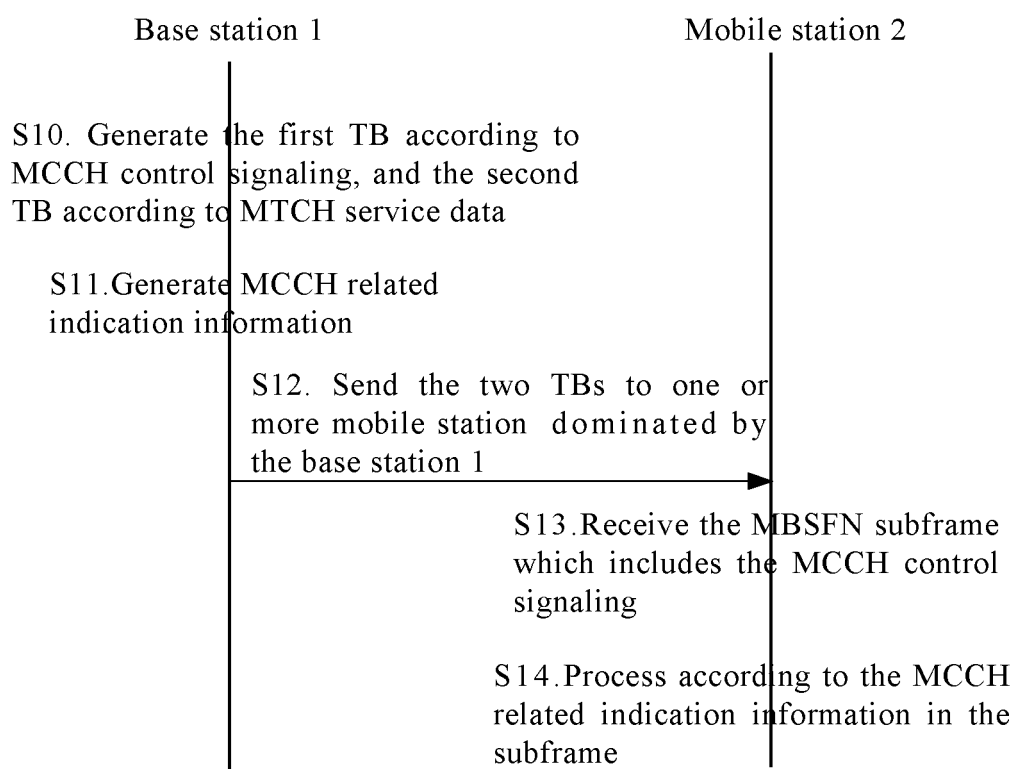 Base station 1
Mobile station 2
S10. Generate the first TB according to
MCCH control signaling, and the second
TB according to MTCH service data
S11.Generate MCCH related
indication information
S12. Send the two TBs to one or
more mobile station dominated by
the base station 1
S13.Receive the MBSFN subframe
which includes the MCCH control
signaling
S14.Process according to the MCCH
related indication information in the
subframe